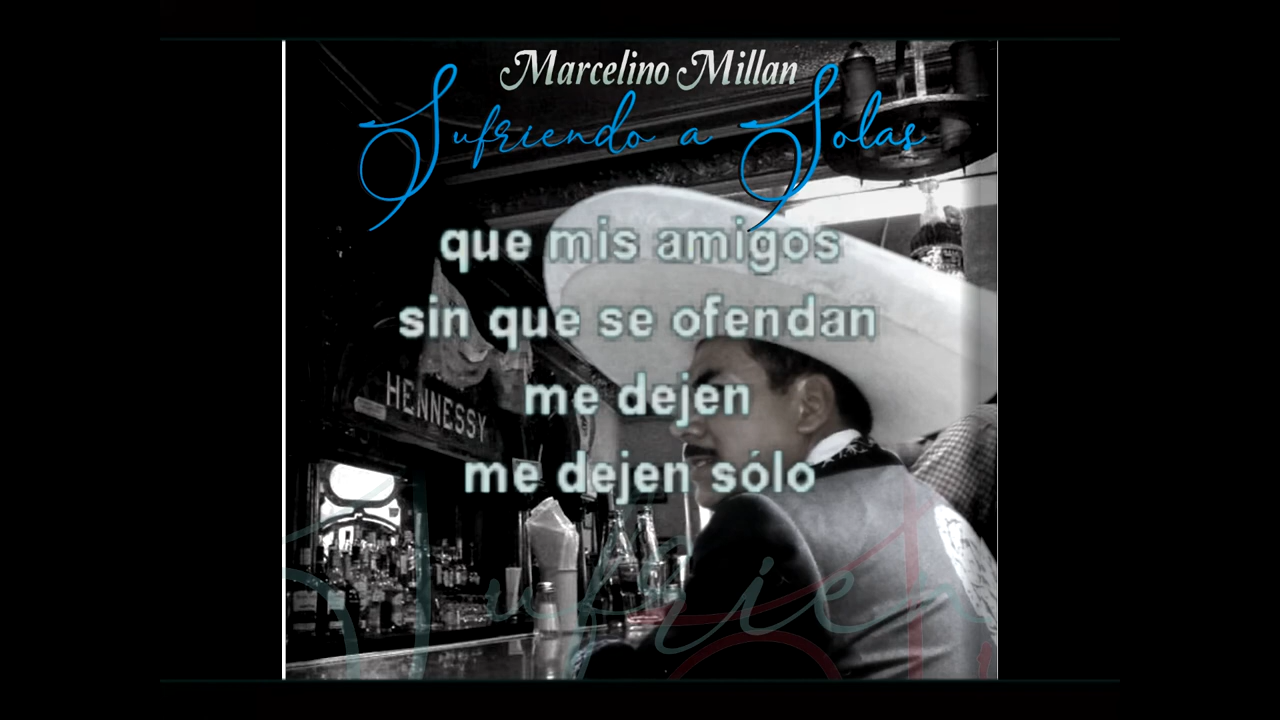 Marcelino Millan
Sufriendo a Solas
que mis amigos
sin que se ofendan
me dejen
me dejen sólo
HENNESSY